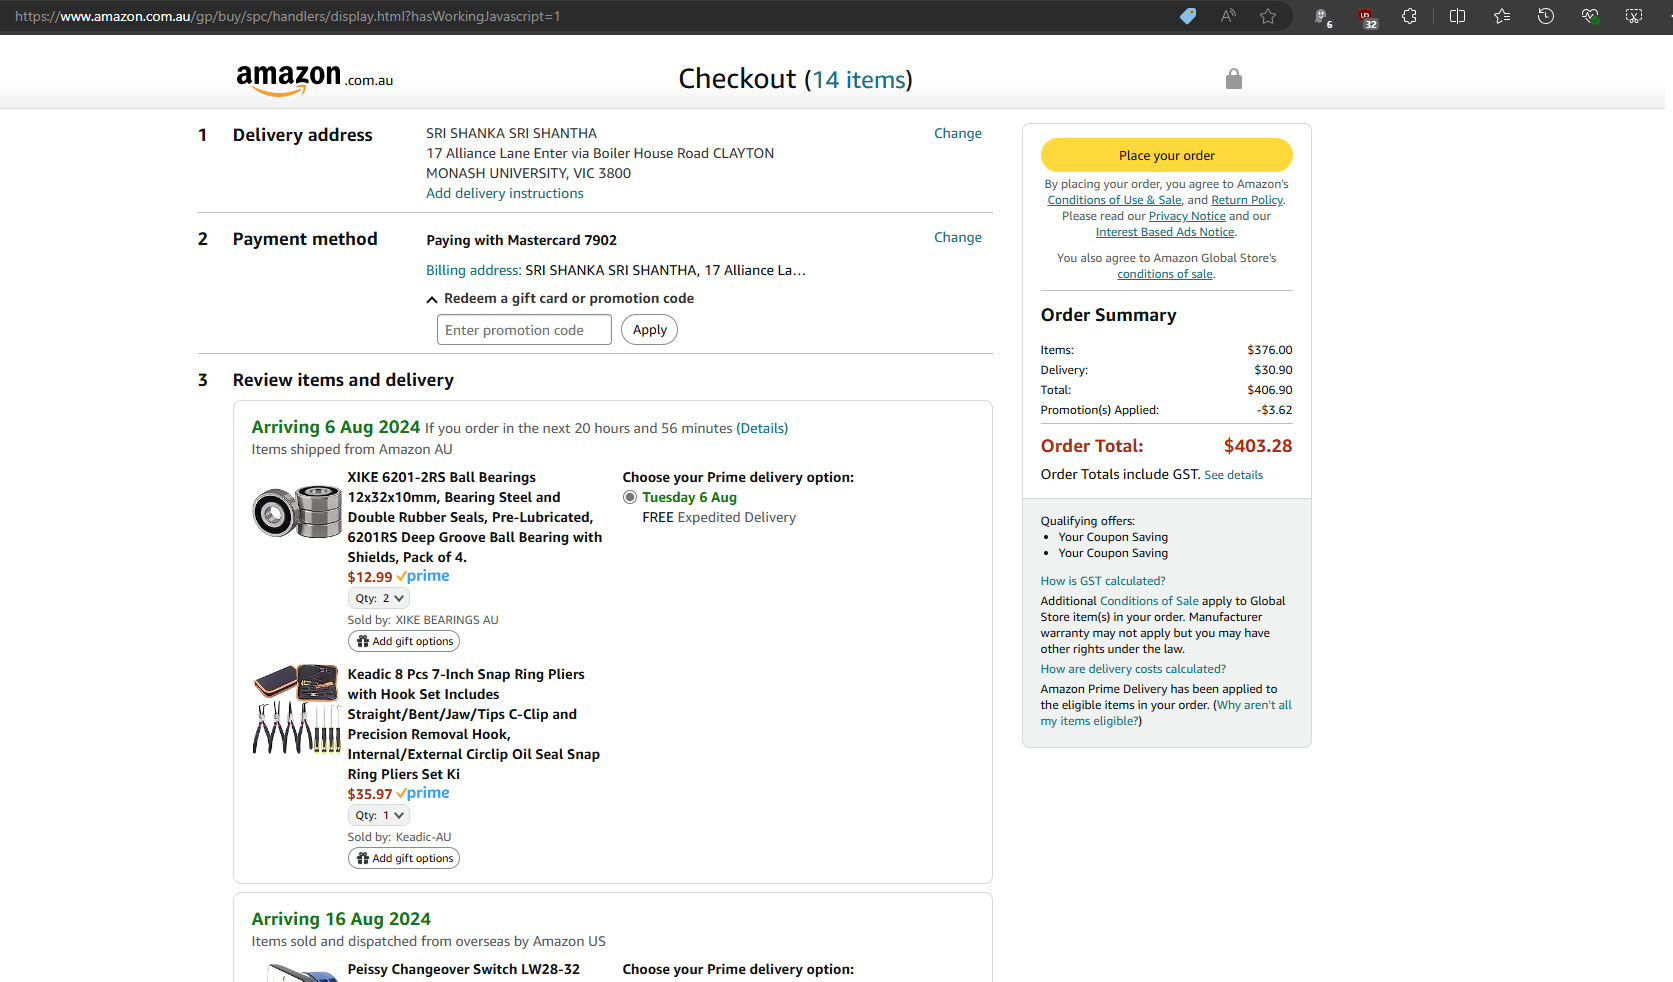 https://www.amazon.com.au/gp/buy/spc/handlers/display.html?hasWorkingJavascript=1
6
32
amazon.com.au
Checkout (14 items)
1 Delivery address
SRI SHANKA SRI SHANTHA
17 Alliance Lane Enter via Boiler House Road CLAYTON
MONASH UNIVERSITY, VIC 3800
Add delivery instructions
Change
2 Payment method
Paying with Mastercard 7902
Change
Billing address: SRI SHANKA SRI SHANTHA, 17 Alliance La...
Redeem a gift card or promotion code
Enter promotion code
Apply
3 Review items and delivery
Arriving 6 Aug 2024 If you order in the next 20 hours and 56 minutes (Details)
Items shipped from Amazon AU
XIKE 6201-2RS Ball Bearings
12x32x10mm, Bearing Steel and
Double Rubber Seals, Pre-Lubricated,
6201RS Deep Groove Ball Bearing with
Shields, Pack of 4.
$12.99 prime
Qty: 2
Sold by: XIKE BEARINGS AU
Add gift options
Choose your Prime delivery option:
Tuesday 6 Aug
FREE Expedited Delivery
Keadic 8 Pcs 7-Inch Snap Ring Pliers
with Hook Set Includes
Straight/Bent/Jaw/Tips C-Clip and
Precision Removal Hook,
Internal/External Circlip Oil Seal Snap
Ring Pliers Set Ki
$35.97 prime
Qty: 1
Sold by: Keadic-AU
Add gift options
Arriving 16 Aug 2024
Items sold and dispatched from overseas by Amazon US
Peissy Changeover Switch LW28-32
Choose your Prime delivery option:
Place your order
By placing your order, you agree to Amazon's
Conditions of Use & Sale, and Return Policy.
Please read our Privacy Notice and our
Interest Based Ads Notice.
You also agree to Amazon Global Store's
conditions of sale.
Order Summary
Items: $376.00
Delivery: $30.90
Total: $406.90
Promotion(s) Applied: -$3.62
Order Total: $403.28
Order Totals include GST. See details
Qualifying offers:
• Your Coupon Saving
• Your Coupon Saving
How is GST calculated?
Additional Conditions of Sale apply to Global
Store item(s) in your order. Manufacturer
warranty may not apply but you may have
other rights under the law.
How are delivery costs calculated?
Amazon Prime Delivery has been applied to
the eligible items in your order. (Why aren't all
my items eligible?)